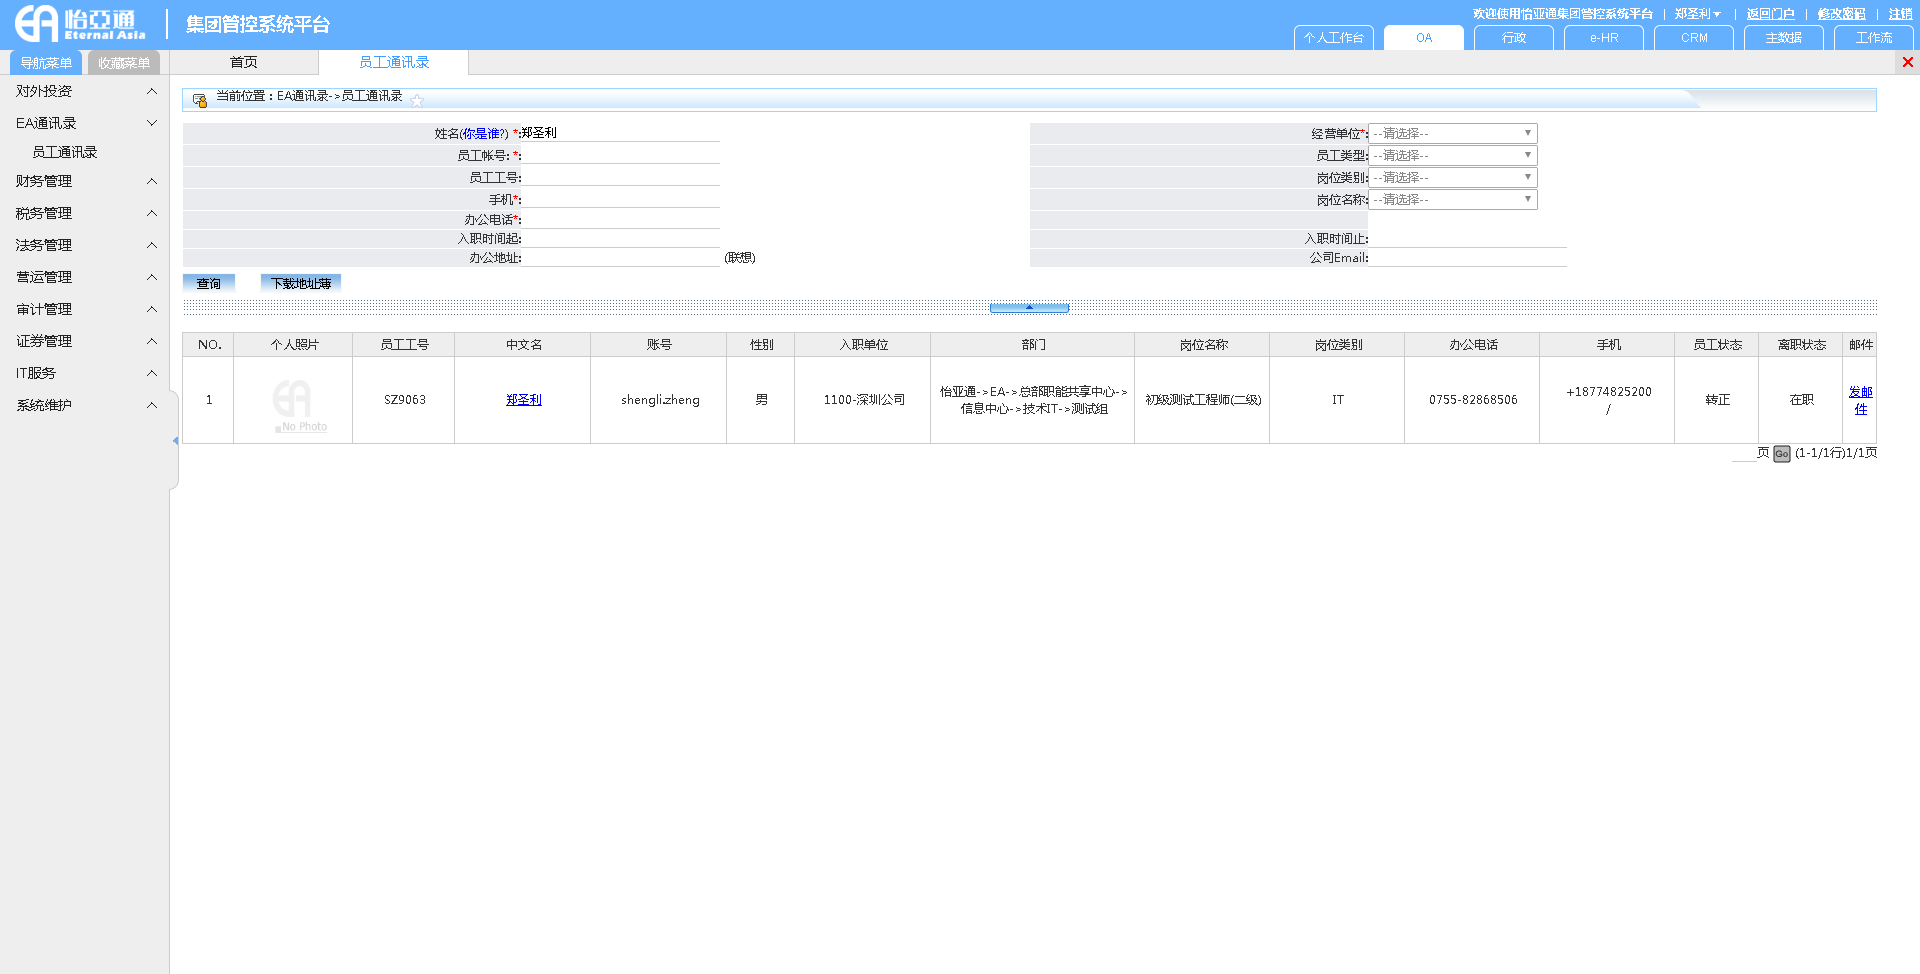 怡亞通
Eternal Asia
集团管控系统平台
欢迎使用怡亚通集团管控系统平台 | 郑圣利▼ | 返回门户 | 修改密码 | 注销
个人工作台 OA 行政 e-HR CRM 主数据 工作流
导航菜单 收藏菜单 首页 员工通讯录
对外投资
EA通讯录
员工通讯录
财务管理
税务管理
法务管理
营运管理
审计管理
证券管理
IT服务
系统维护
当前位置：EA通讯录->员工通讯录
姓名(你是谁?) *:郑圣利 经营单位*: --请选择--
员工帐号: *: 员工类型: --请选择--
员工工号: 岗位类别: --请选择--
手机*: 岗位名称: --请选择--
办公电话*:
入职时间起: 入职时间止:
办公地址: (联想) 公司Email:
查询 下载地址薄
NO. 个人照片 员工工号 中文名 账号 性别 入职单位 部门 岗位名称 岗位类别 办公电话 手机 员工状态 离职状态 邮件
1 No Photo SZ9063 郑圣利 shengli.zheng 男 1100-深圳公司 怡亚通->EA->总部职能共享中心->信息中心->技术IT->测试组 初级测试工程师(二级) IT 0755-82868506 +18774825200 / 转正 在职 发邮件
页 Go (1-1/1行)1/1页